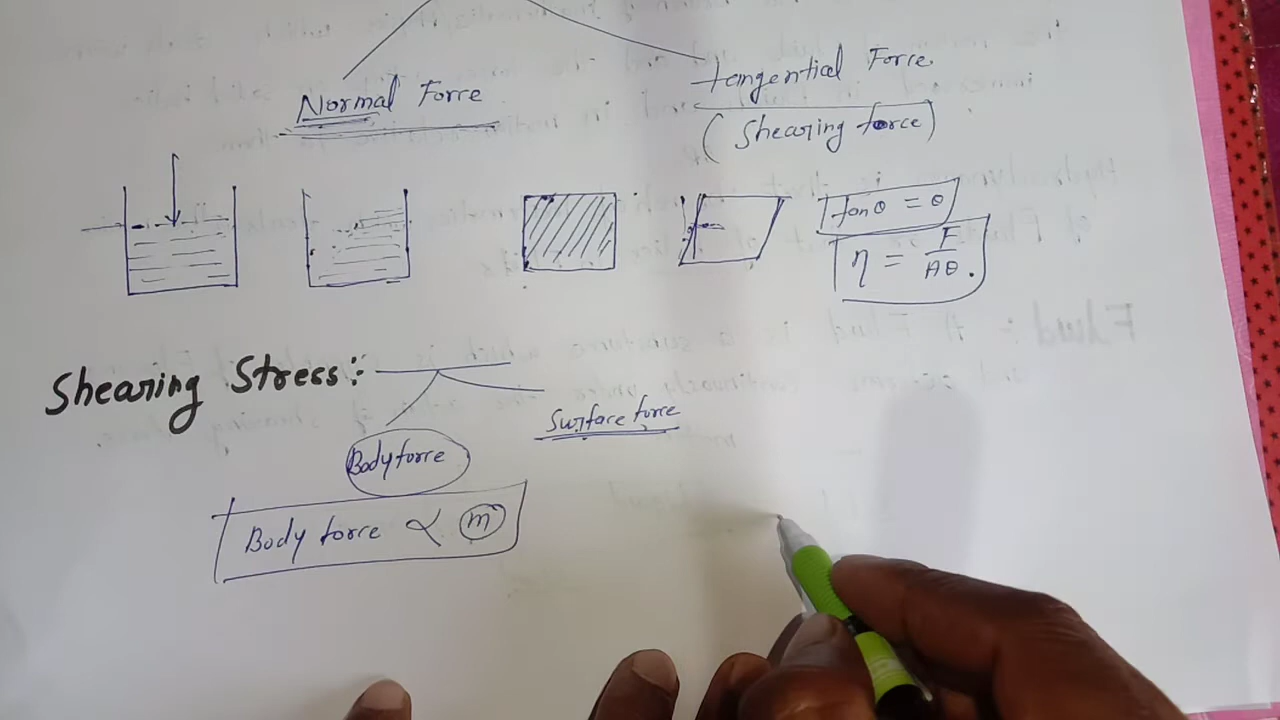 Normal Force
tangential Force
(Shearing force)
tanθ = θ
η = F/Aθ.
Shearing Stress:-
Surface force
Body force
Body force ∝ m